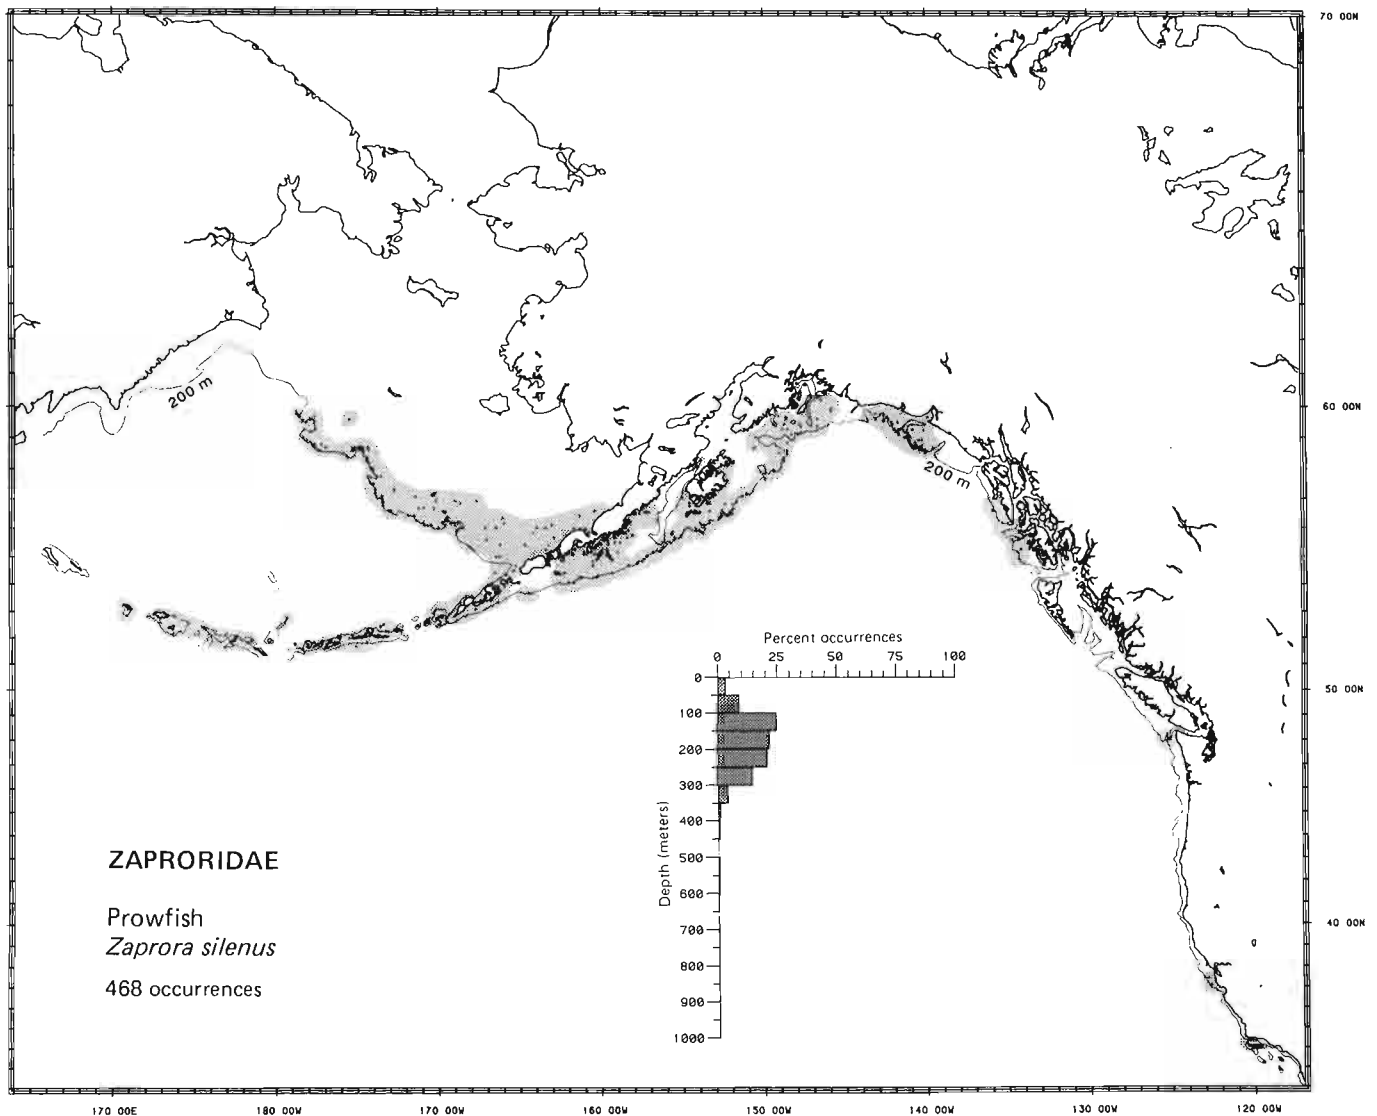 70 00N
200 m
60 00N
200 m
Percent occurrences
0 25 50 75 100
50 00N
0
100
200
300
400
500
600
700
800
900
1000
Depth (meters)
ZAPRORIDAE
Prowfish
Zaprora silenus
468 occurrences
40 00N
170 00E 180 00W 170 00W 160 00W 150 00W 140 00W 130 00W 120 00W